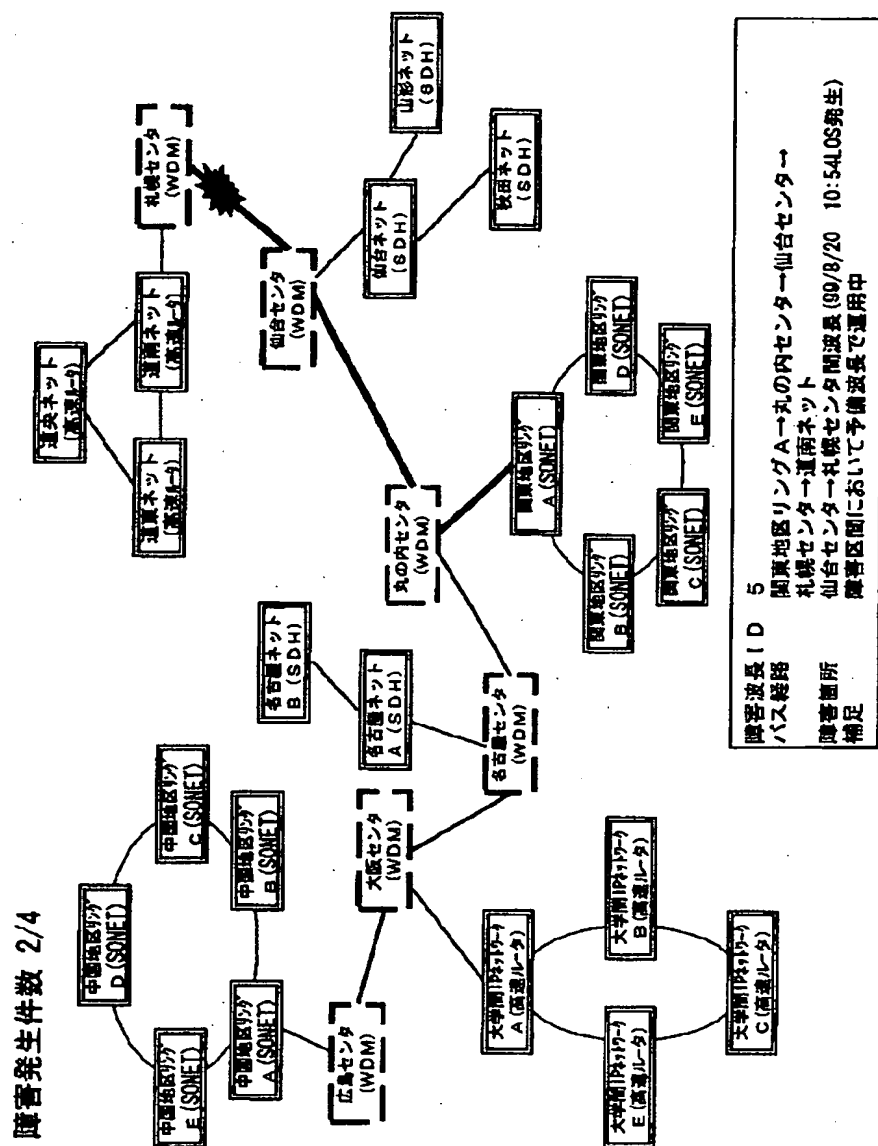 障害発生件数 2/4
中国地区リング
D (SONET)
中国地区リング
E (SONET)
中国地区リング
C (SONET)
中国地区リング
A (SONET)
中国地区リング
B (SONET)
広島センタ
(WDM)
大阪センタ
(WDM)
大学間IPネットワーク
A (高速ルータ)
大学間IPネットワーク
E (高速ルータ)
大学間IPネットワーク
B (高速ルータ)
大学間IPネットワーク
C (高速ルータ)
名古屋ネット
B (SDH)
名古屋ネット
A (SDH)
名古屋センタ
(WDM)
丸の内センタ
(WDM)
関東地区リング
A (SONET)
関東地区リング
B (SONET)
関東地区リング
D (SONET)
関東地区リング
C (SONET)
関東地区リング
E (SONET)
道央ネット
(高速ルータ)
道東ネット
(高速ルータ)
道南ネット
(高速ルータ)
札幌センタ
(WDM)
仙台センタ
(WDM)
仙台ネット
(SDH)
山形ネット
(SDH)
秋田ネット
(SDH)
障害波長ID 5
パス経路 関東地区リングA→丸の内センター→仙台センター→
札幌センター→道南ネット
障害箇所 仙台センター→札幌センタ間波長(99/8/20 10:54LOS発生)
補足 障害区間において予備波長で運用中